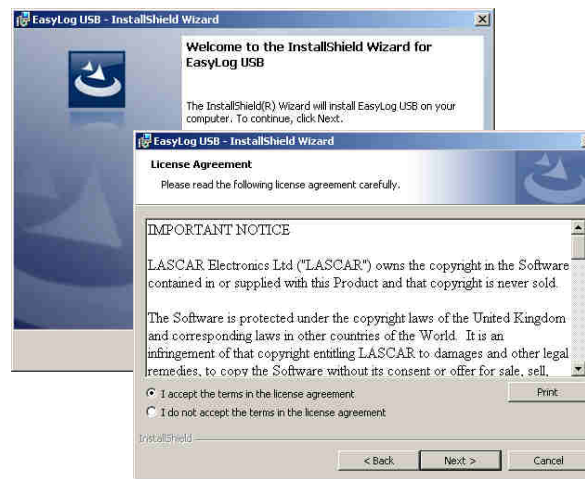 EasyLog USB - InstallShield Wizard
Welcome to the InstallShield Wizard for
EasyLog USB
The InstallShield(R) Wizard will install EasyLog USB on your
computer. To continue, click Next.
EasyLog USB - InstallShield Wizard
License Agreement
Please read the following license agreement carefully.
IMPORTANT NOTICE
LASCAR Electronics Ltd ("LASCAR") owns the copyright in the Software
contained in or supplied with this Product and that copyright is never sold.
The Software is protected under the copyright laws of the United Kingdom
and corresponding laws in other countries of the World. It is an
infringement of that copyright entitling LASCAR to damages and other legal
remedies, to copy the Software without its consent or offer for sale, sell,
I accept the terms in the license agreement
Print
I do not accept the terms in the license agreement
InstallShield
< Back
Next >
Cancel